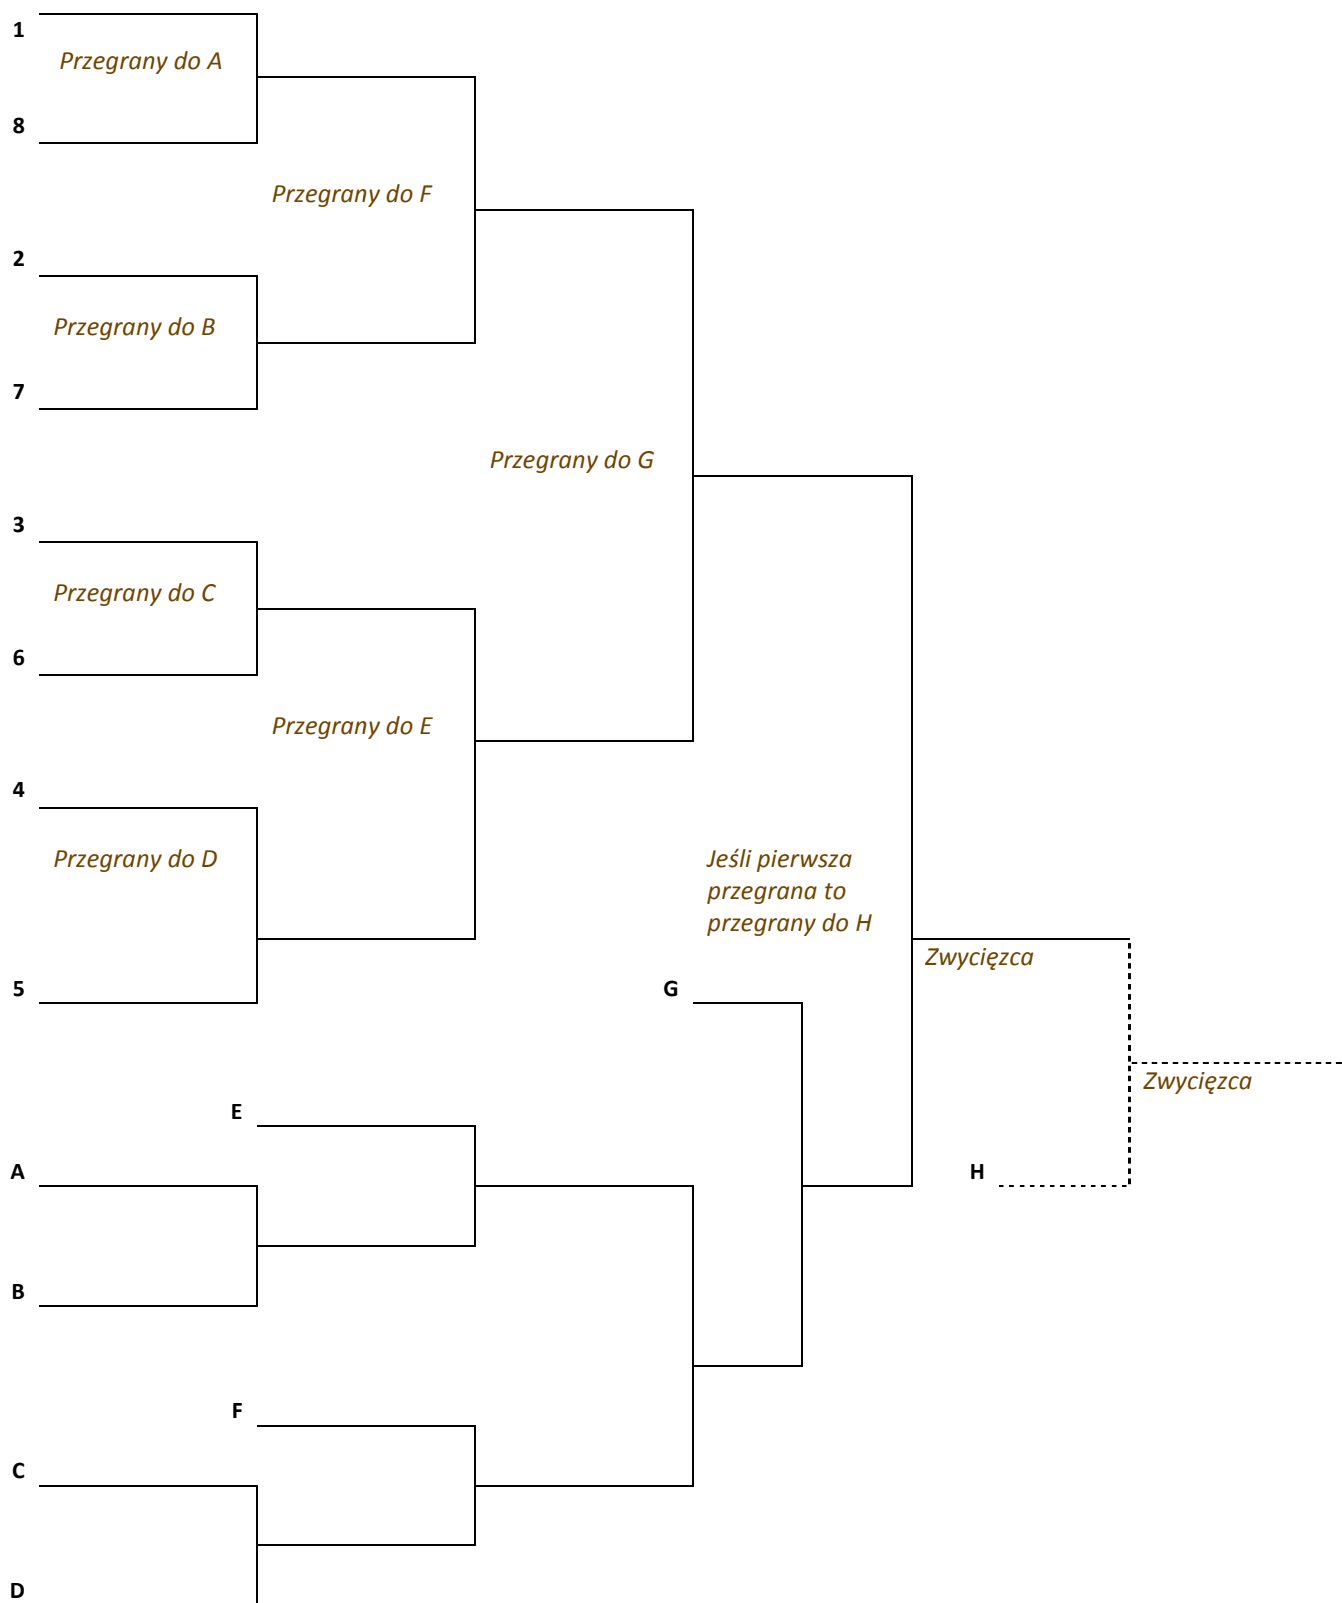 1
Przegrany do A
8
Przegrany do F
2
Przegrany do B
7
Przegrany do G
3
Przegrany do C
6
Przegrany do E
4
Przegrany do D
Jeśli pierwsza
przegrana to
przegrany do H
Zwycięzca
5
G
Zwycięzca
E
A
H
B
F
C
D